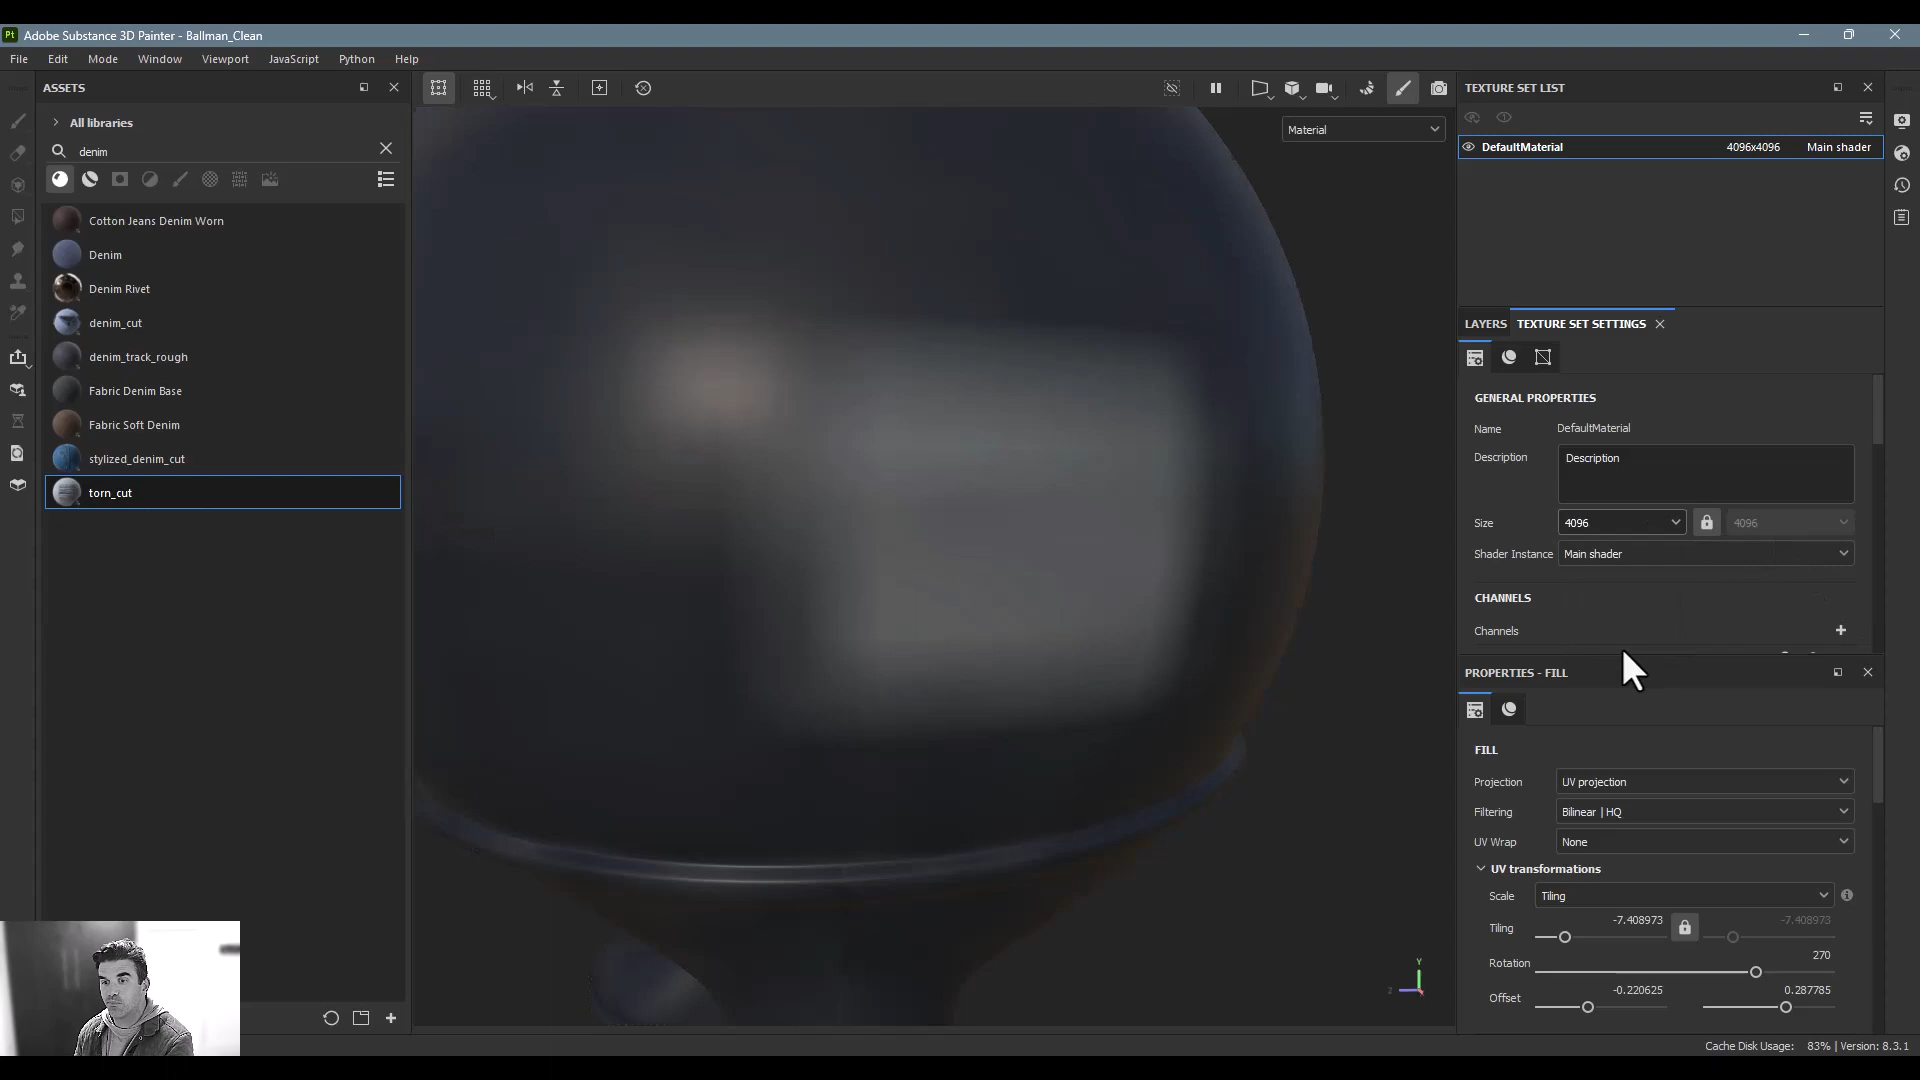 Pt Adobe Substance 3D Painter - Ballman_Clean
File Edit Mode Window Viewport JavaScript Python Help
ASSETS
All libraries
denim
Cotton Jeans Denim Worn
Denim
Denim Rivet
denim_cut
denim_track_rough
Fabric Denim Base
Fabric Soft Denim
stylized_denim_cut
torn_cut
Material
Y
Z
TEXTURE SET LIST
DefaultMaterial 4096x4096 Main shader
LAYERS TEXTURE SET SETTINGS
GENERAL PROPERTIES
Name DefaultMaterial
Description Description
Size 4096 4096
Shader Instance Main shader
CHANNELS
Channels
PROPERTIES - FILL
FILL
Projection UV projection
Filtering Bilinear | HQ
UV Wrap None
UV transformations
Scale Tiling
Tiling -7.408973 -7.408973
Rotation 270
Offset -0.220625 0.287785
Cache Disk Usage: 83% | Version: 8.3.1